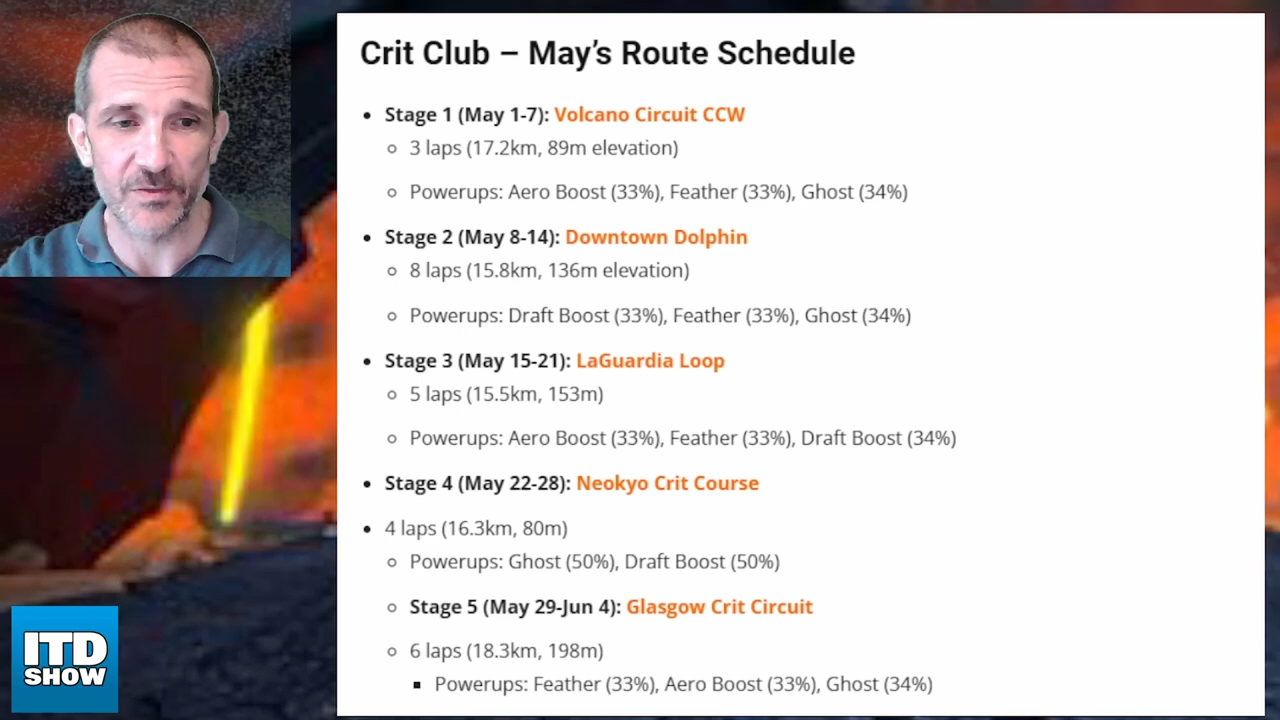 Crit Club – May's Route Schedule
Stage 1 (May 1-7): Volcano Circuit CCW
3 laps (17.2km, 89m elevation)
Powerups: Aero Boost (33%), Feather (33%), Ghost (34%)
Stage 2 (May 8-14): Downtown Dolphin
8 laps (15.8km, 136m elevation)
Powerups: Draft Boost (33%), Feather (33%), Ghost (34%)
Stage 3 (May 15-21): LaGuardia Loop
5 laps (15.5km, 153m)
Powerups: Aero Boost (33%), Feather (33%), Draft Boost (34%)
Stage 4 (May 22-28): Neokyo Crit Course
4 laps (16.3km, 80m)
Powerups: Ghost (50%), Draft Boost (50%)
Stage 5 (May 29-Jun 4): Glasgow Crit Circuit
6 laps (18.3km, 198m)
Powerups: Feather (33%), Aero Boost (33%), Ghost (34%)
ITD
SHOW